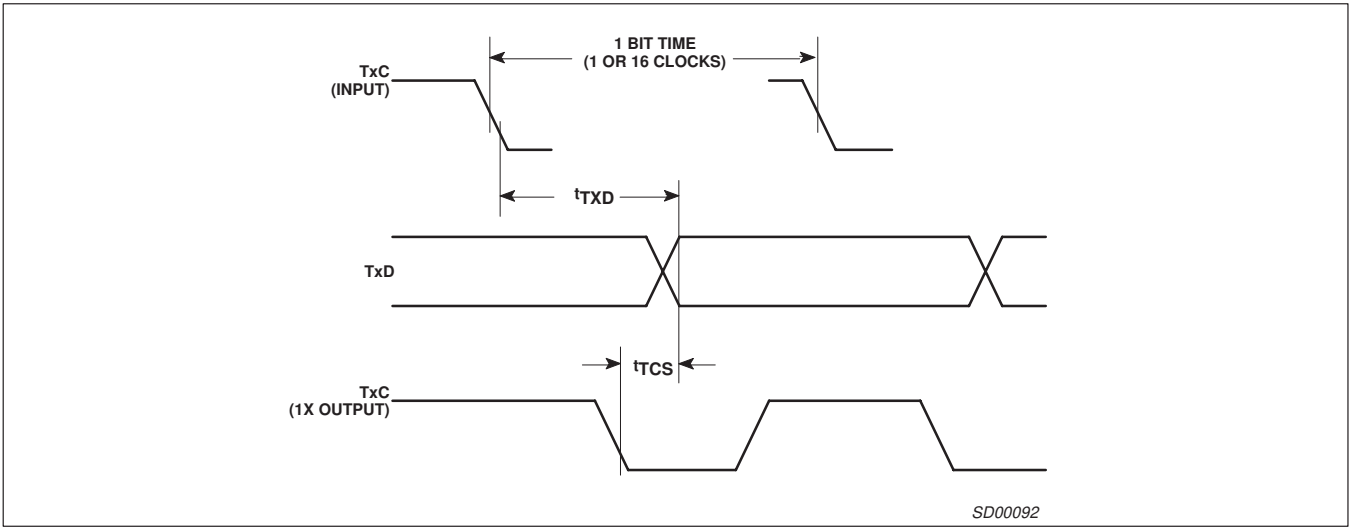 1 BIT TIME
(1 OR 16 CLOCKS)
TxC
(INPUT)
tTXD
TxD
tTCS
TxC
(1X OUTPUT)
SD00092